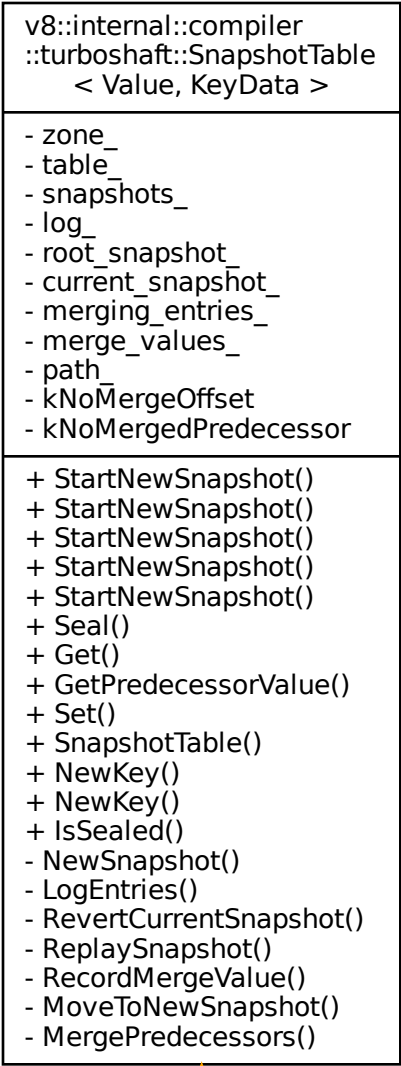 v8::internal::compiler
::turboshaft::SnapshotTable
< Value, KeyData >
- zone_
- table_
- snapshots_
- log_
- root_snapshot_
- current_snapshot_
- merging_entries_
- merge_values_
- path_
- kNoMergeOffset
- kNoMergedPredecessor
+ StartNewSnapshot()
+ StartNewSnapshot()
+ StartNewSnapshot()
+ StartNewSnapshot()
+ StartNewSnapshot()
+ Seal()
+ Get()
+ GetPredecessorValue()
+ Set()
+ SnapshotTable()
+ NewKey()
+ NewKey()
+ IsSealed()
- NewSnapshot()
- LogEntries()
- RevertCurrentSnapshot()
- ReplaySnapshot()
- RecordMergeValue()
- MoveToNewSnapshot()
- MergePredecessors()